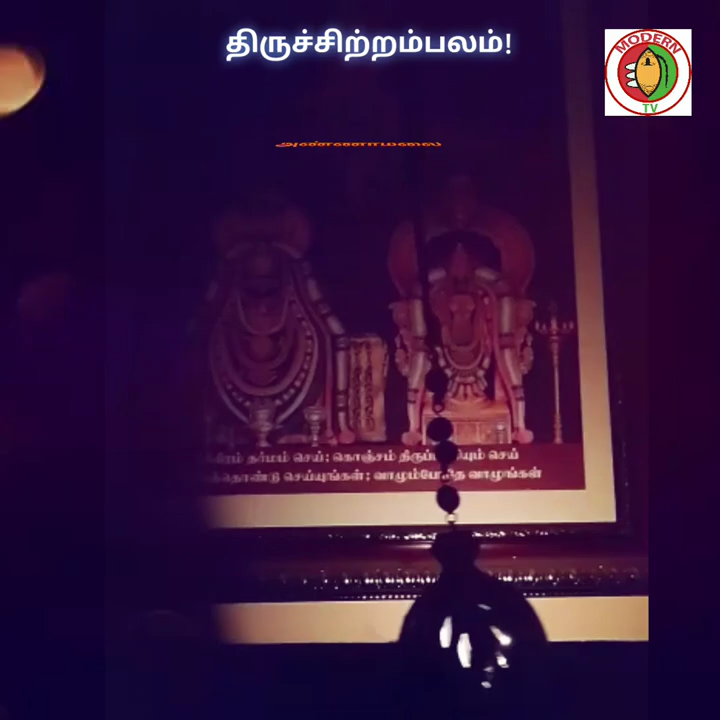 திருச்சிற்றம்பலம்!
MODERN
TV
அண்ணாமலை
தர்மம் செய்; கொஞ்சம் செய்
செய்யுங்கள்; வாழுங்கள்